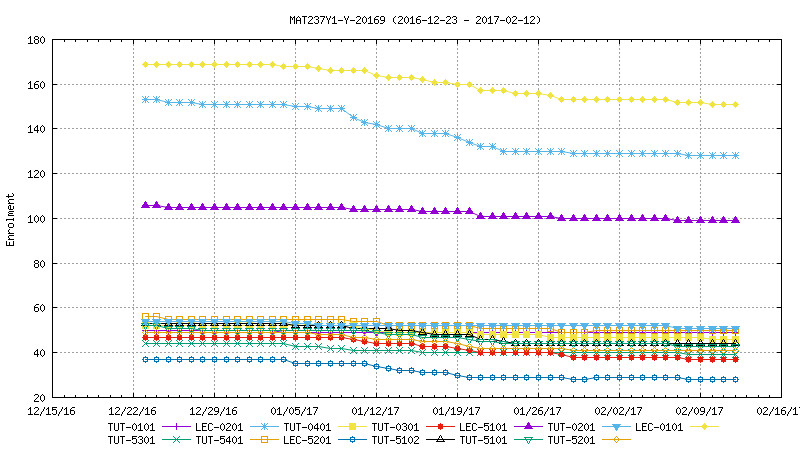 MAT237Y1-Y-20169 (2016-12-23 - 2017-02-12)
180
160
140
120
100
80
60
40
20
Enrolment
12/15/16 12/22/16 12/29/16 01/05/17 01/12/17 01/19/17 01/26/17 02/02/17 02/09/17 02/16/17
TUT-0101 LEC-0201 TUT-0401 TUT-0301 LEC-5101 TUT-0201 LEC-0101
TUT-5301 TUT-5401 LEC-5201 TUT-5102 TUT-5101 TUT-5201